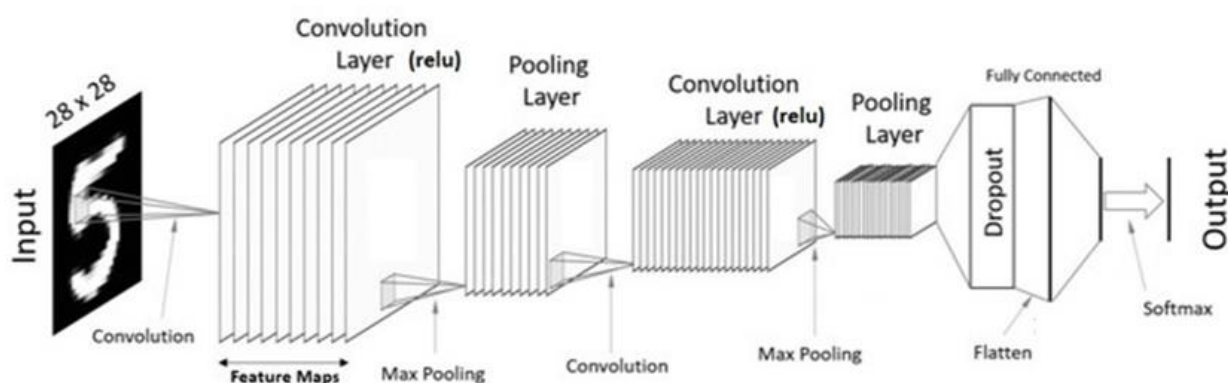 Input
28 x 28
Convolution
Convolution
Layer (relu)
Feature Maps
Max Pooling
Pooling
Layer
Convolution
Convolution
Layer (relu)
Max Pooling
Pooling
Layer
Dropout
Flatten
Fully Connected
Softmax
Output